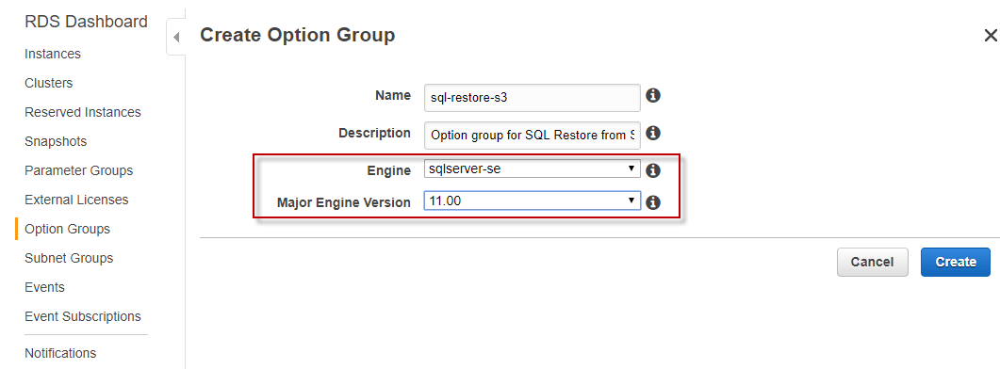 RDS Dashboard
Instances
Clusters
Reserved Instances
Snapshots
Parameter Groups
External Licenses
Option Groups
Subnet Groups
Events
Event Subscriptions
Notifications
Create Option Group
Name sql-restore-s3
Description Option group for SQL Restore from S
Engine sqlserver-se
Major Engine Version 11.00
Cancel Create